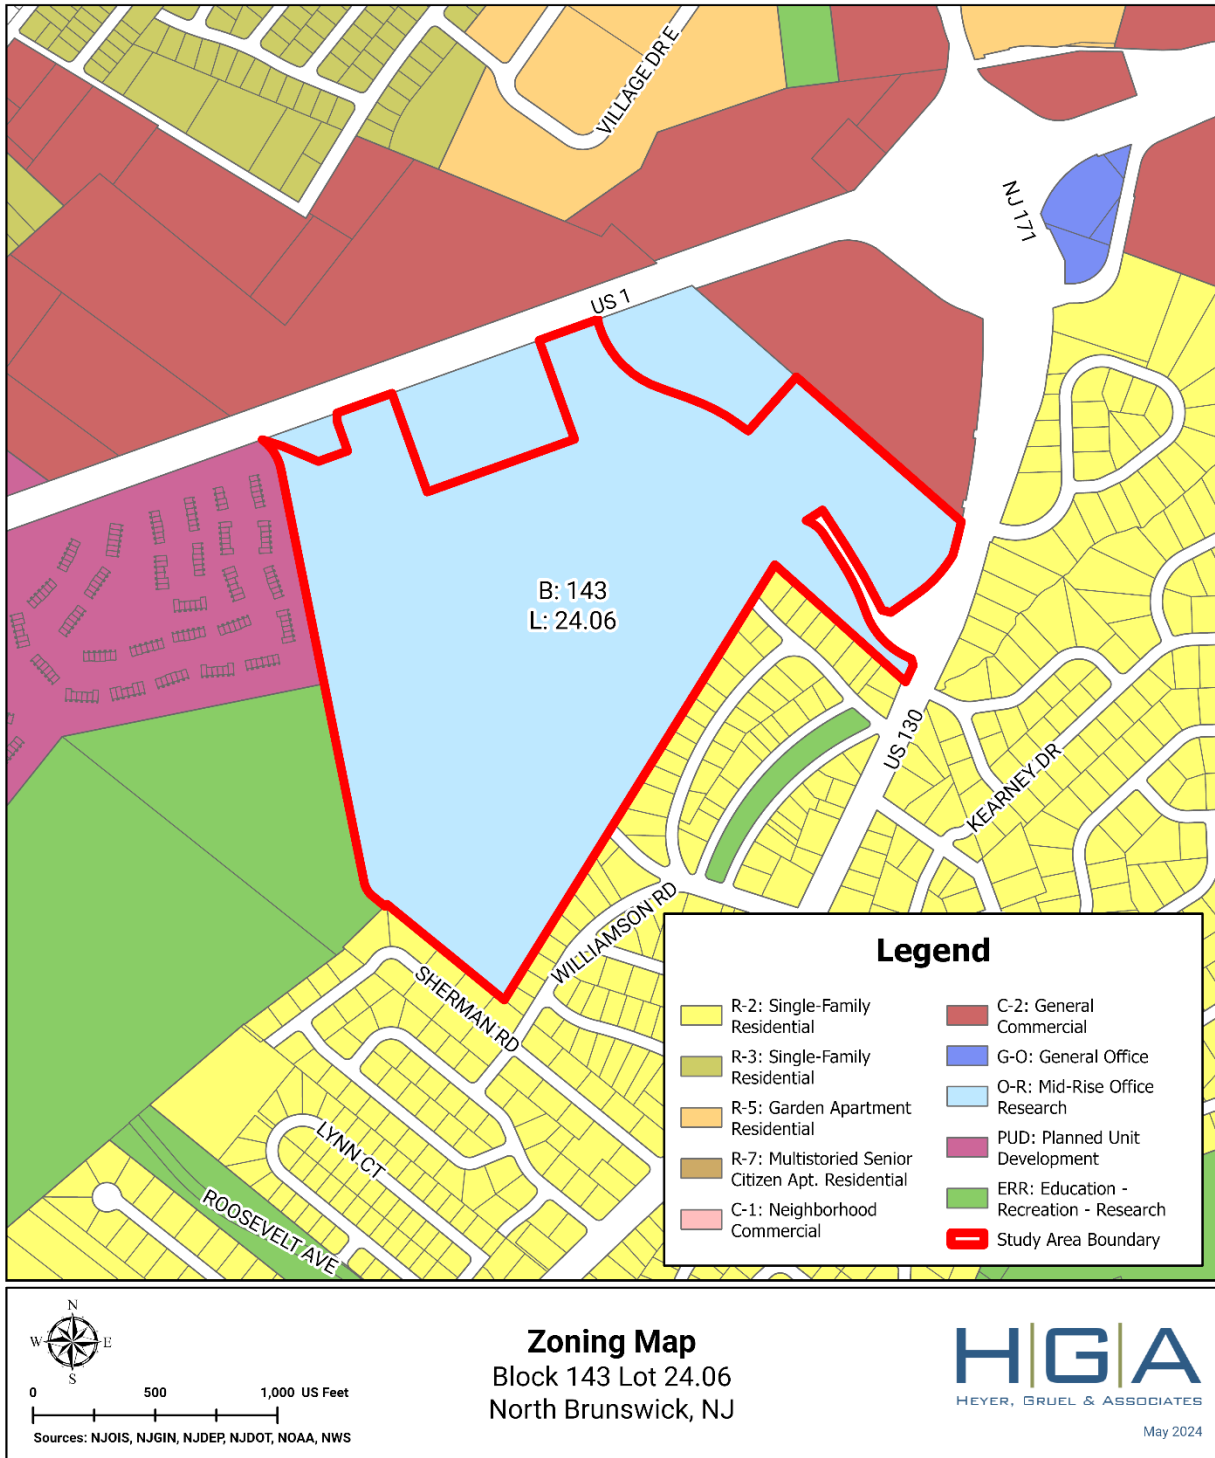 VILLAGE DR E
NJ 171
US 1
B: 143
L: 24.06
US 130
KEARNEY DR
WILLIAMSON RD
SHERMAN RD
LYNN CT
ROOSEVELT AVE
Legend
R-2: Single-Family
Residential
R-3: Single-Family
Residential
R-5: Garden Apartment
Residential
R-7: Multistoried Senior
Citizen Apt. Residential
C-1: Neighborhood
Commercial
C-2: General
Commercial
G-O: General Office
O-R: Mid-Rise Office
Research
PUD: Planned Unit
Development
ERR: Education -
Recreation - Research
Study Area Boundary
N
W E
S
0 500 1,000 US Feet
Sources: NJOIS, NJGIN, NJDEP, NJDOT, NOAA, NWS
Zoning Map
Block 143 Lot 24.06
North Brunswick, NJ
H|G|A
HEYER, GRUEL & ASSOCIATES
May 2024